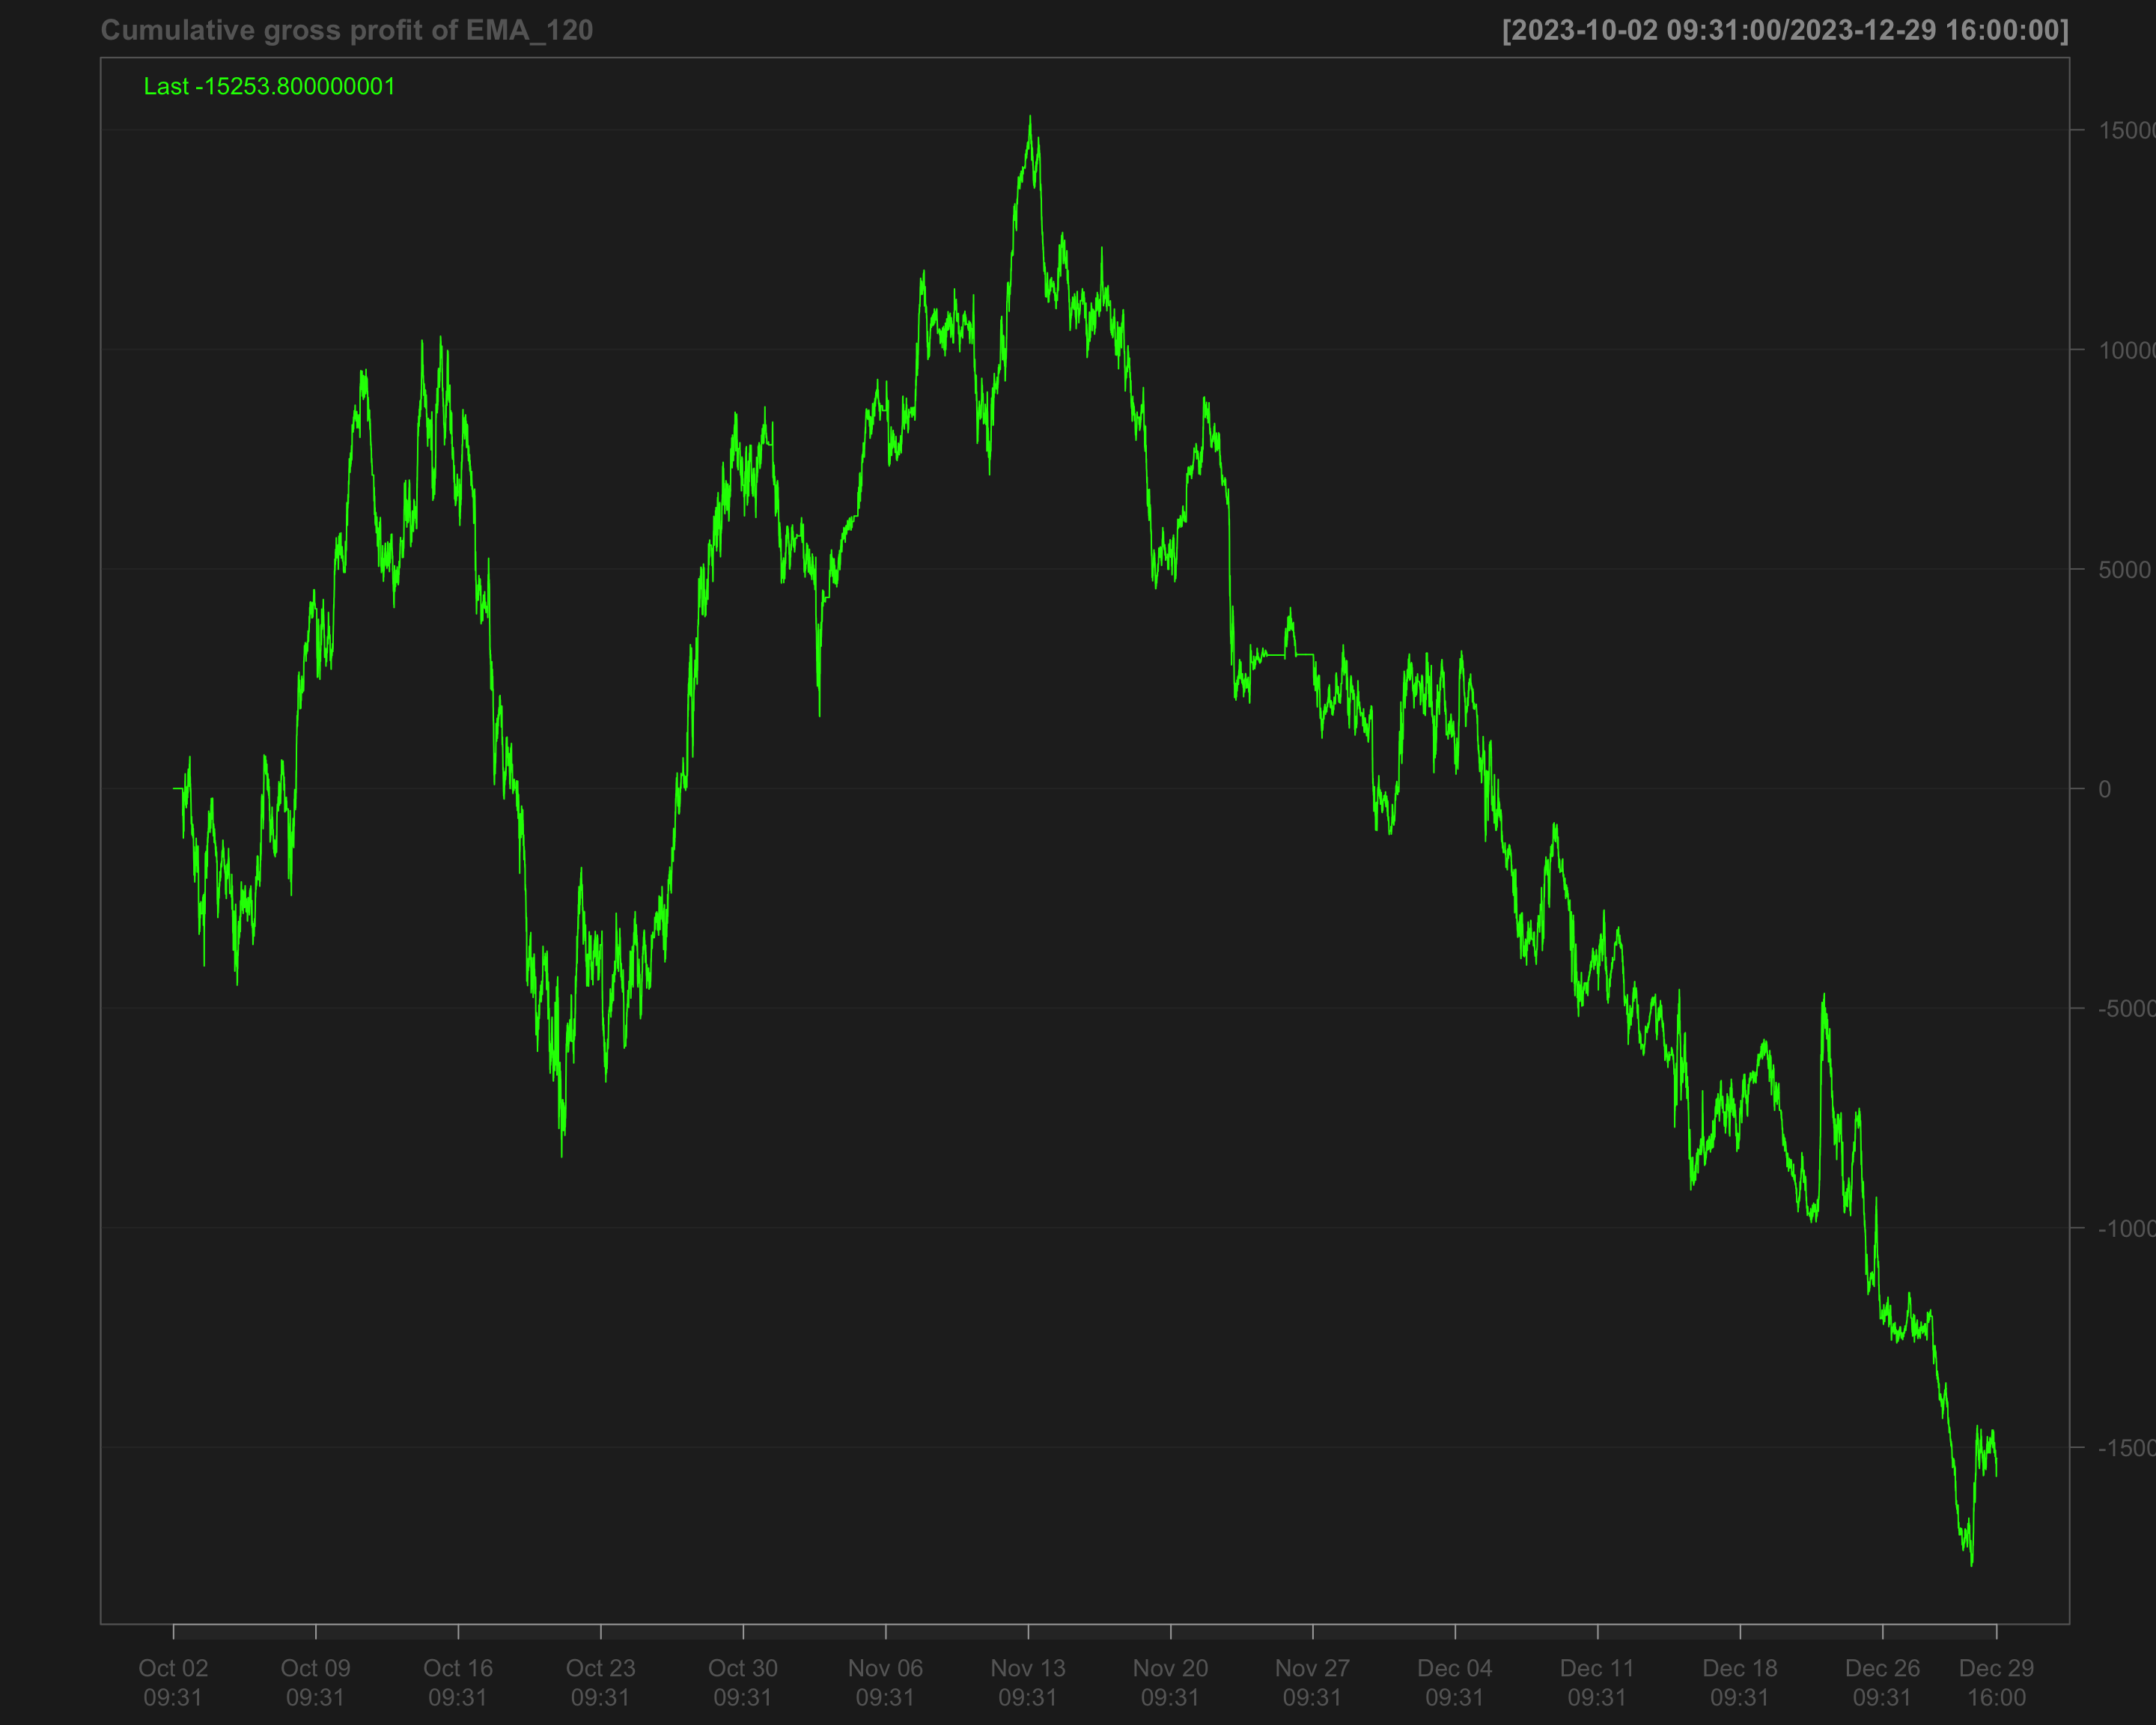 Cumulative gross profit of EMA_120 [2023-10-02 09:31:00/2023-12-29 16:00:00]
Last -15253.800000001
15000
10000
5000
0
-5000
-1000
-1500
Oct 02 Oct 09 Oct 16 Oct 23 Oct 30 Nov 06 Nov 13 Nov 20 Nov 27 Dec 04 Dec 11 Dec 18 Dec 26 Dec 29
09:31 09:31 09:31 09:31 09:31 09:31 09:31 09:31 09:31 09:31 09:31 09:31 09:31 16:00